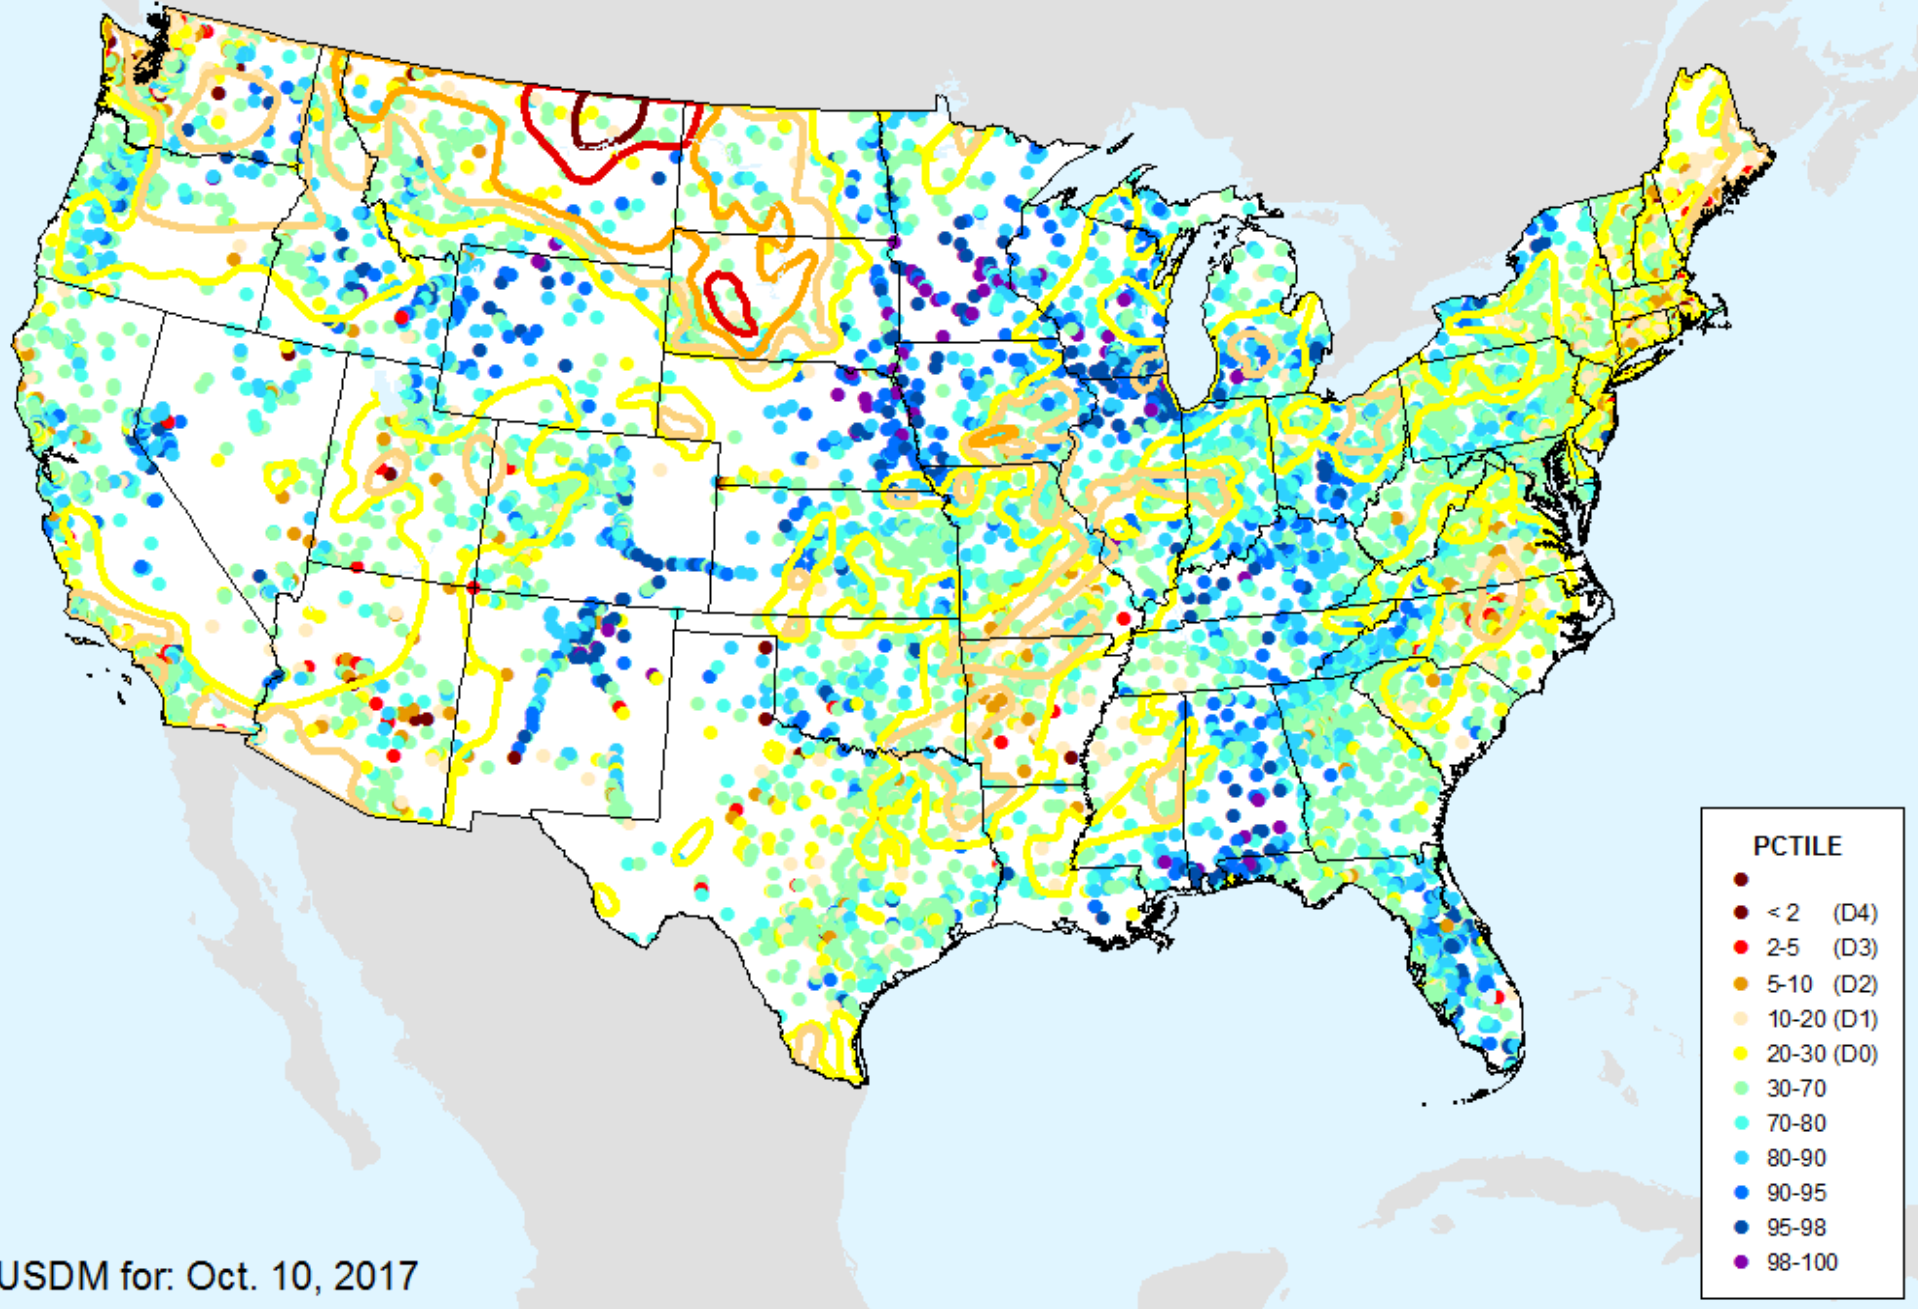 PCTILE
< 2 (D4)
2-5 (D3)
5-10 (D2)
10-20 (D1)
20-30 (D0)
30-70
70-80
80-90
90-95
95-98
98-100
USDM for: Oct. 10, 2017